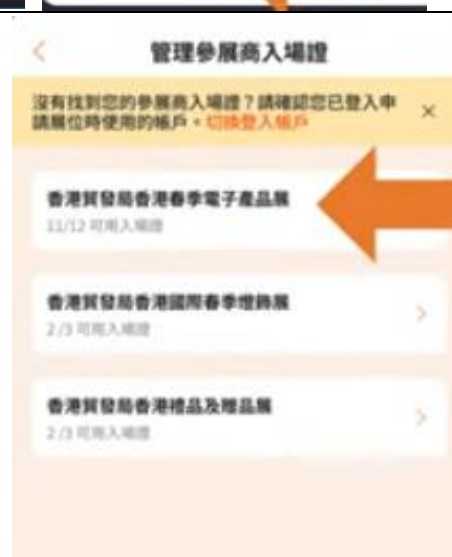 管理參展商入場證
沒有找到您的參展商入場證？請確認您已登入申
請展位時使用的帳戶。切換登入帳戶
香港貿發局香港春季電子產品展
11/12 可用入場證
香港貿發局香港國際春季燈飾展
2 /3 可用入場證
香港貿發局香港禮品及贈品展
2 /3 可用入場證